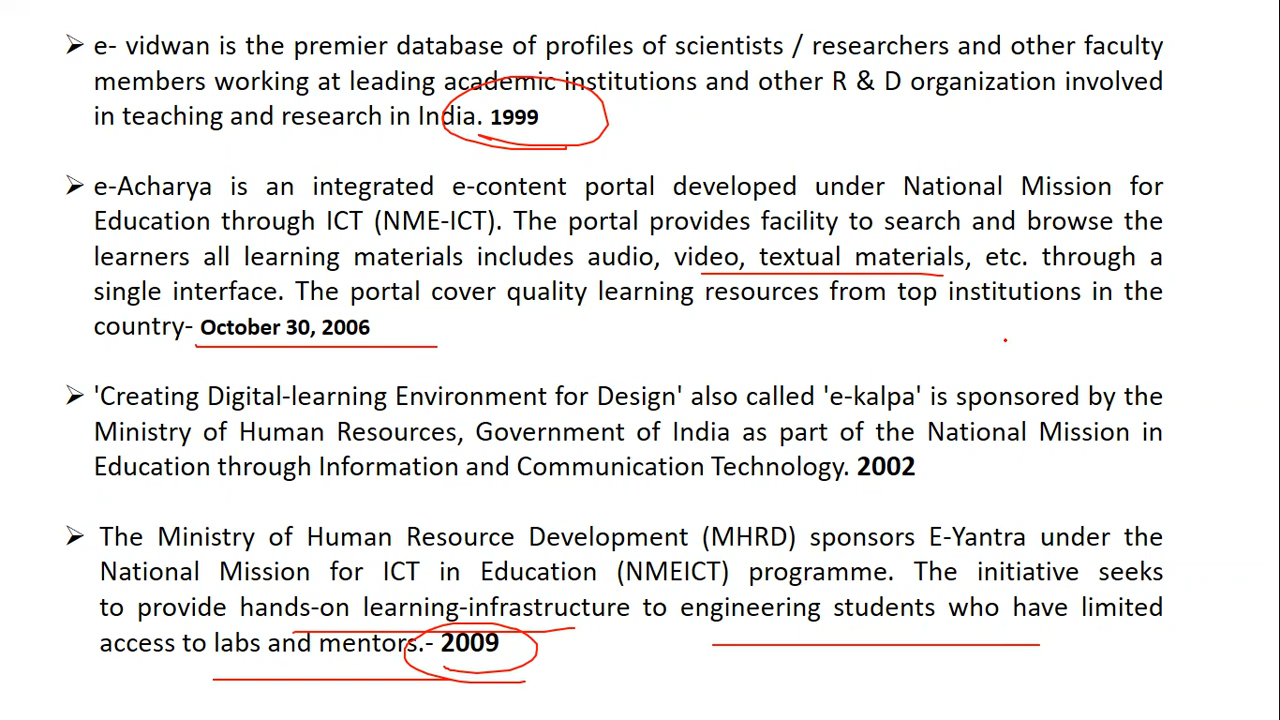 ➢ e- vidwan is the premier database of profiles of scientists / researchers and other faculty
members working at leading academic institutions and other R & D organization involved
in teaching and research in India. 1999
➢ e-Acharya is an integrated e-content portal developed under National Mission for
Education through ICT (NME-ICT). The portal provides facility to search and browse the
learners all learning materials includes audio, video, textual materials, etc. through a
single interface. The portal cover quality learning resources from top institutions in the
country- October 30, 2006
➢ 'Creating Digital-learning Environment for Design' also called 'e-kalpa' is sponsored by the
Ministry of Human Resources, Government of India as part of the National Mission in
Education through Information and Communication Technology. 2002
➢ The Ministry of Human Resource Development (MHRD) sponsors E-Yantra under the
National Mission for ICT in Education (NMEICT) programme. The initiative seeks
to provide hands-on learning-infrastructure to engineering students who have limited
access to labs and mentors.- 2009